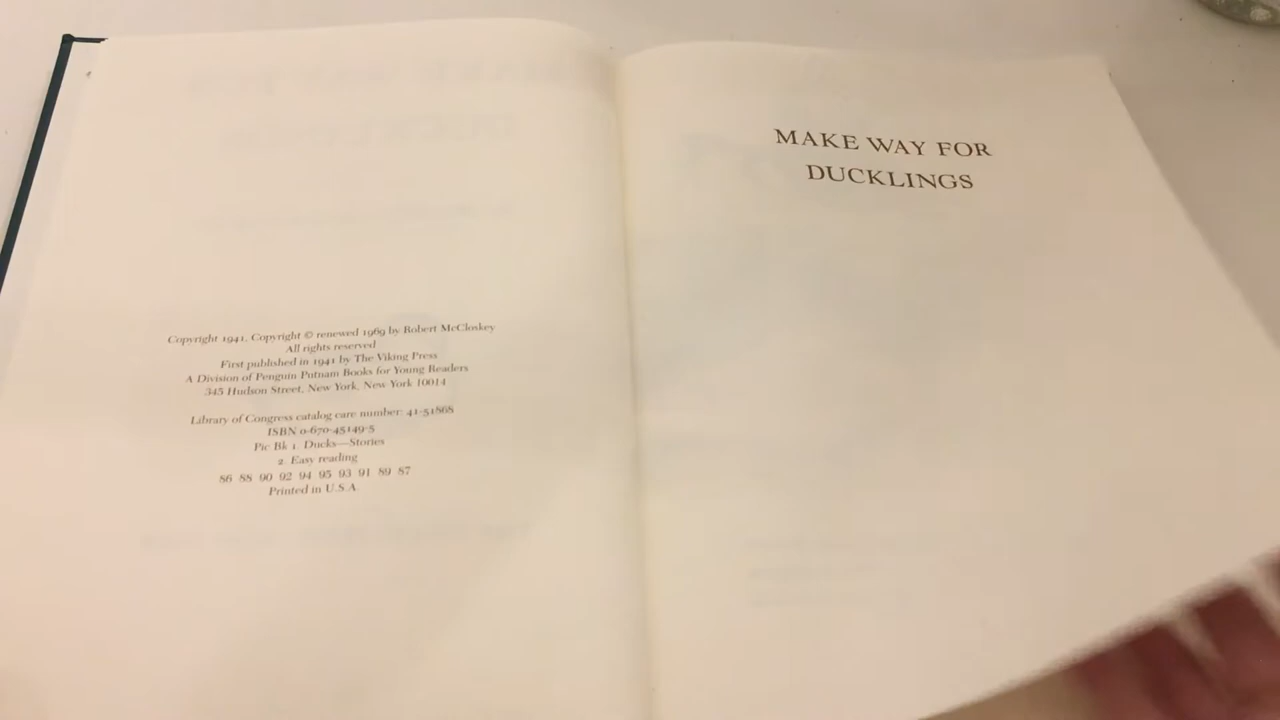 Copyright 1941, Copyright © renewed 1969 by Robert McCloskey
All rights reserved
First published in 1941 by The Viking Press
A Division of Penguin Putnam Books for Young Readers
345 Hudson Street, New York, New York 10014
Library of Congress catalog care number: 41-51868
ISBN 0-670-45149-5
Pic Bk 1. Ducks—Stories
2. Easy reading
86 88 90 92 94 95 93 91 89 87
Printed in U.S.A.
MAKE WAY FOR
DUCKLINGS